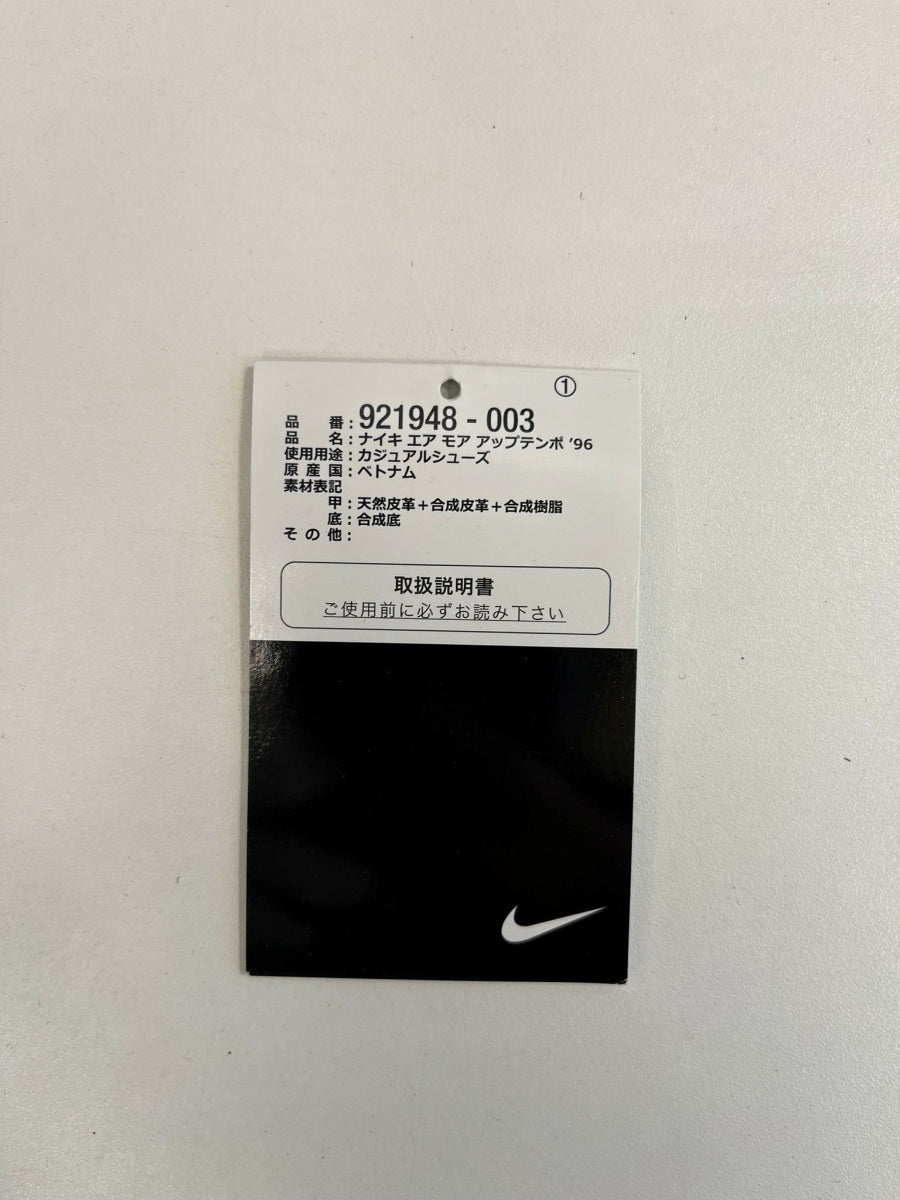 ①
品 番：921948 - 003
品 名：ナイキ エア モア アップテンポ ’96
使用用途：カジュアルシューズ
原 産 国：ベトナム
素材表記
甲：天然皮革＋合成皮革＋合成樹脂
底：合成底
そ の 他：
取扱説明書
ご使用前に必ずお読み下さい